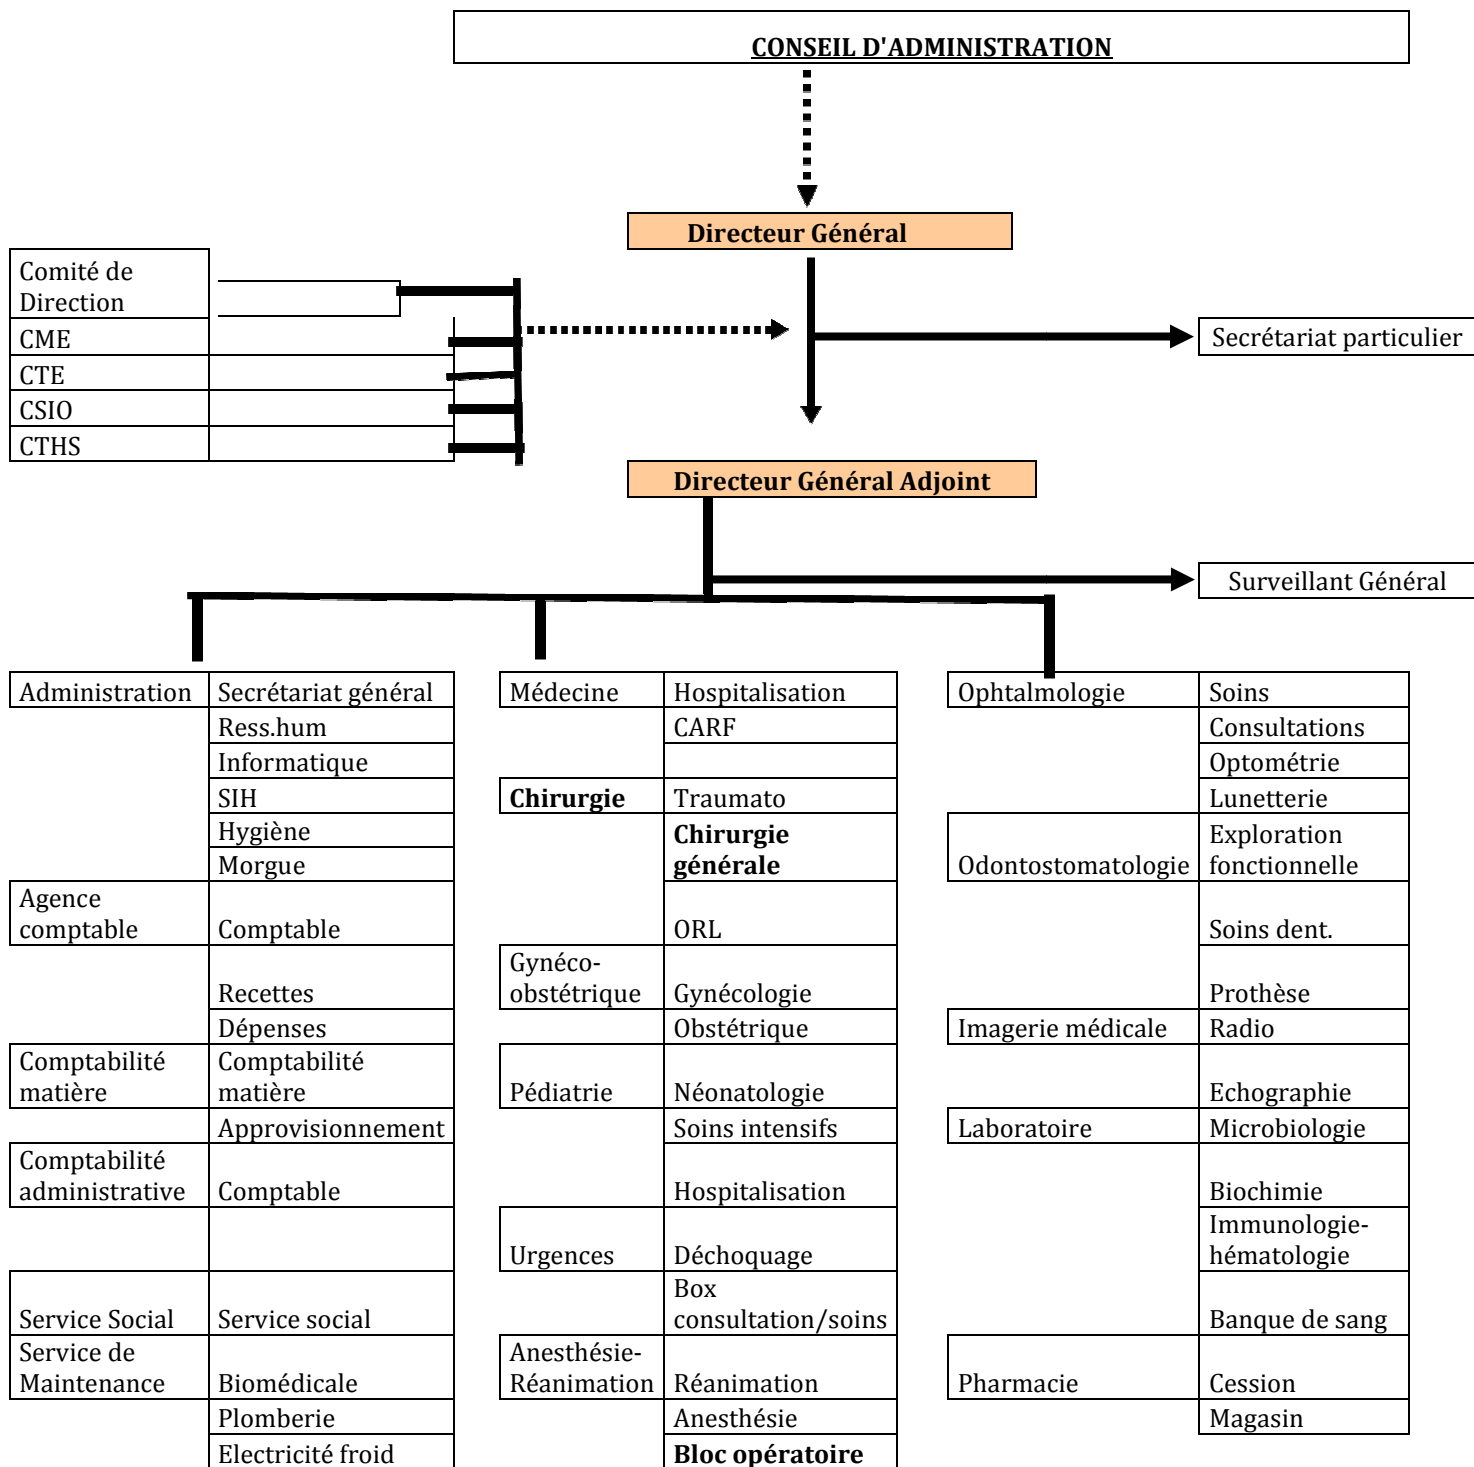 CONSEIL D'ADMINISTRATION
Directeur Général
Comité de
Direction
CME
CTE
CSIO
CTHS
Secrétariat particulier
Directeur Général Adjoint
Surveillant Général
Administration
Secrétariat général
Ress.hum
Informatique
SIH
Hygiène
Morgue
Agence
comptable
Comptable
Recettes
Dépenses
Comptabilité
matière
Comptabilité
matière
Approvisionnement
Comptabilité
administrative
Comptable
Service Social
Service social
Service de
Maintenance
Biomédicale
Plomberie
Electricité froid
Médecine
Hospitalisation
CARF
Chirurgie
Traumato
Chirurgie
générale
ORL
Gynéco-
obstétrique
Gynécologie
Obstétrique
Pédiatrie
Néonatologie
Soins intensifs
Hospitalisation
Urgences
Déchoquage
Box
consultation/soins
Anesthésie-
Réanimation
Réanimation
Anesthésie
Bloc opératoire
Ophtalmologie
Soins
Consultations
Optométrie
Lunetterie
Odontostomatologie
Exploration
fonctionnelle
Soins dent.
Prothèse
Imagerie médicale
Radio
Echographie
Laboratoire
Microbiologie
Biochimie
Immunologie-
hématologie
Banque de sang
Pharmacie
Cession
Magasin